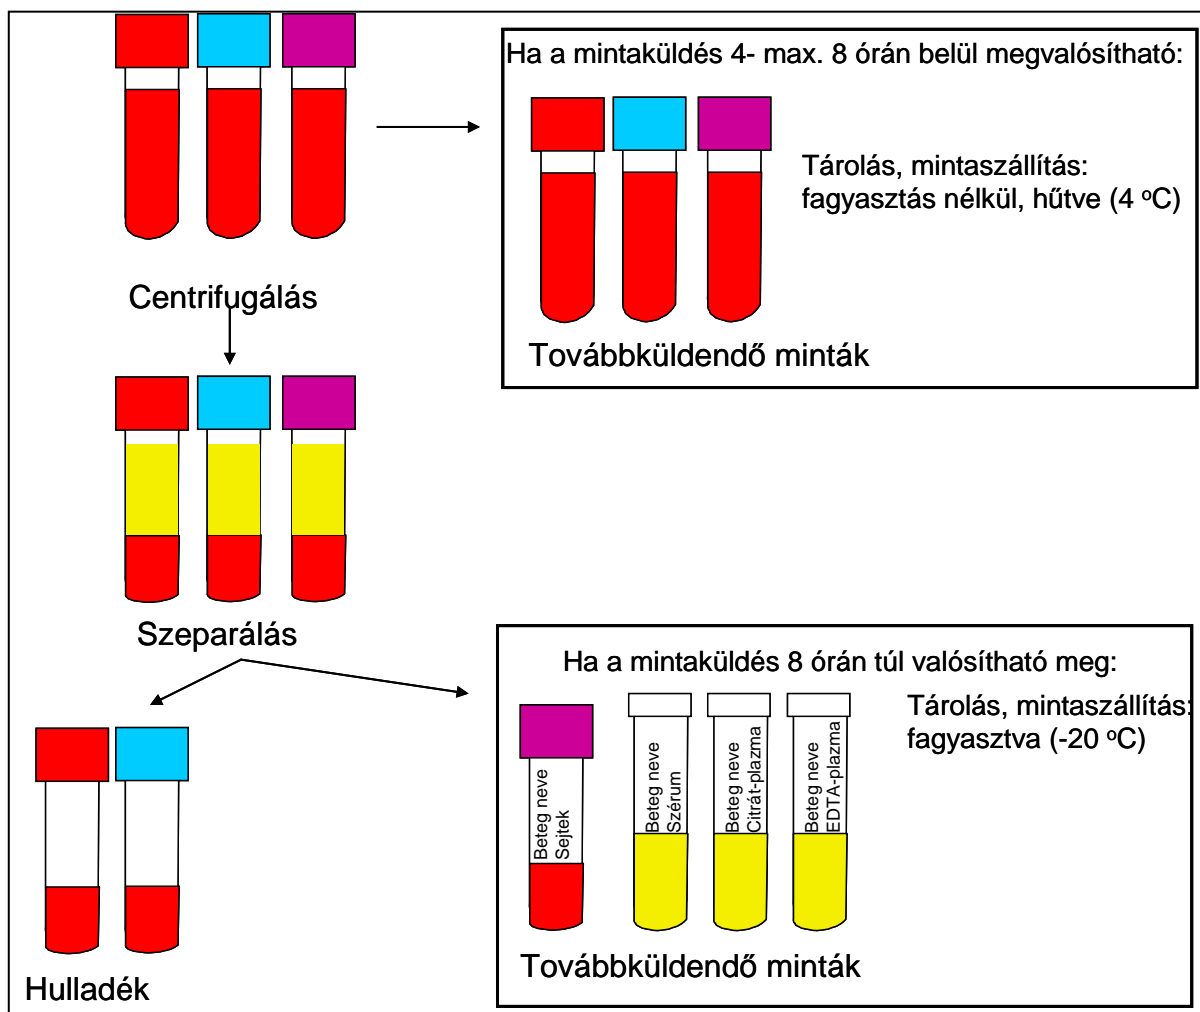 Ha a mintaküldés 4- max. 8 órán belül megvalósítható:
Tárolás, mintaszállítás:
fagyasztás nélkül, hűtve (4 ºC)
Továbbküldendő minták
Centrifugálás
Szeparálás
Ha a mintaküldés 8 órán túl valósítható meg:
Tárolás, mintaszállítás:
fagyasztva (-20 ºC)
Beteg neve
Sejtek
Beteg neve
Szérum
Beteg neve
Citrát-plazma
Beteg neve
EDTA-plazma
Továbbküldendő minták
Hulladék